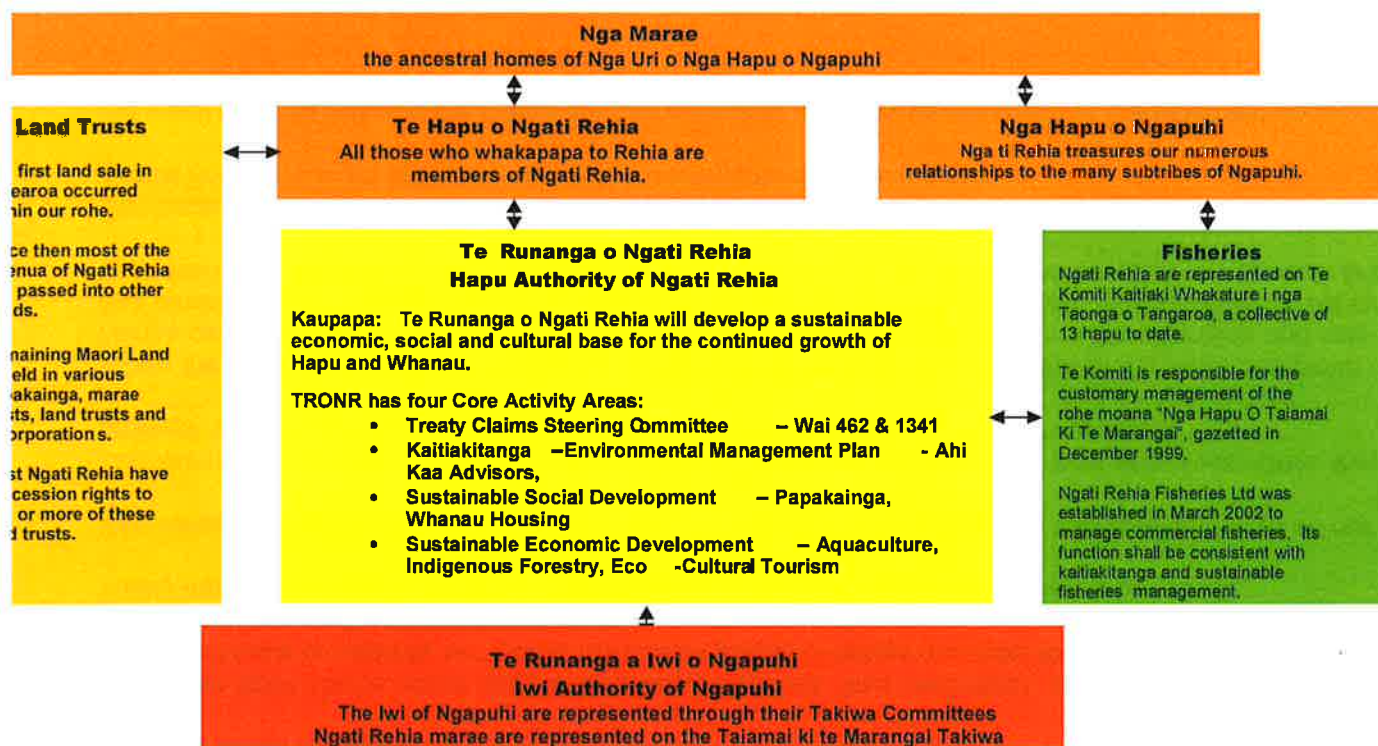 Nga Marae
the ancestral homes of Nga Uri o Nga Hapu o Ngapuhi
Land Trusts
first land sale in
occurred
our rohe.
then most of the
of Ngati Rehia
passed into other
Maori Land
in various
marae
land trusts and
Ngati Rehia have
rights to
or more of these
trusts.
Te Hapu o Ngati Rehia
All those who whakapapa to Rehia are
members of Ngati Rehia.
Nga Hapu o Ngapuhi
Nga ti Rehia treasures our numerous
relationships to the many subtribes of Ngapuhi.
Te Runanga o Ngati Rehia
Hapu Authority of Ngati Rehia
Kaupapa: Te Runanga o Ngati Rehia will develop a sustainable
economic, social and cultural base for the continued growth of
Hapu and Whanau.
TRONR has four Core Activity Areas:
• Treaty Claims Steering Committee – Wai 462 & 1341
• Kaitiakitanga –Environmental Management Plan - Ahi
Kaa Advisors,
• Sustainable Social Development – Papakainga,
Whanau Housing
• Sustainable Economic Development – Aquaculture,
Indigenous Forestry, Eco -Cultural Tourism
Fisheries
Ngati Rehia are represented on Te
Komiti Kaitiaki Whakature i nga
Taonga o Tangaroa, a collective of
13 hapu to date.
Te Komiti is responsible for the
customary management of the
rohe moana "Nga Hapu O Taiamai
Ki Te Marangai", gazetted in
December 1999.
Ngati Rehia Fisheries Ltd was
established in March 2002 to
manage commercial fisheries. Its
function shall be consistent with
kaitiakitanga and sustainable
fisheries management.
Te Runanga a Iwi o Ngapuhi
Iwi Authority of Ngapuhi
The Iwi of Ngapuhi are represented through their Takiwa Committees
Ngati Rehia marae are represented on the Taiamai ki te Marangai Takiwa